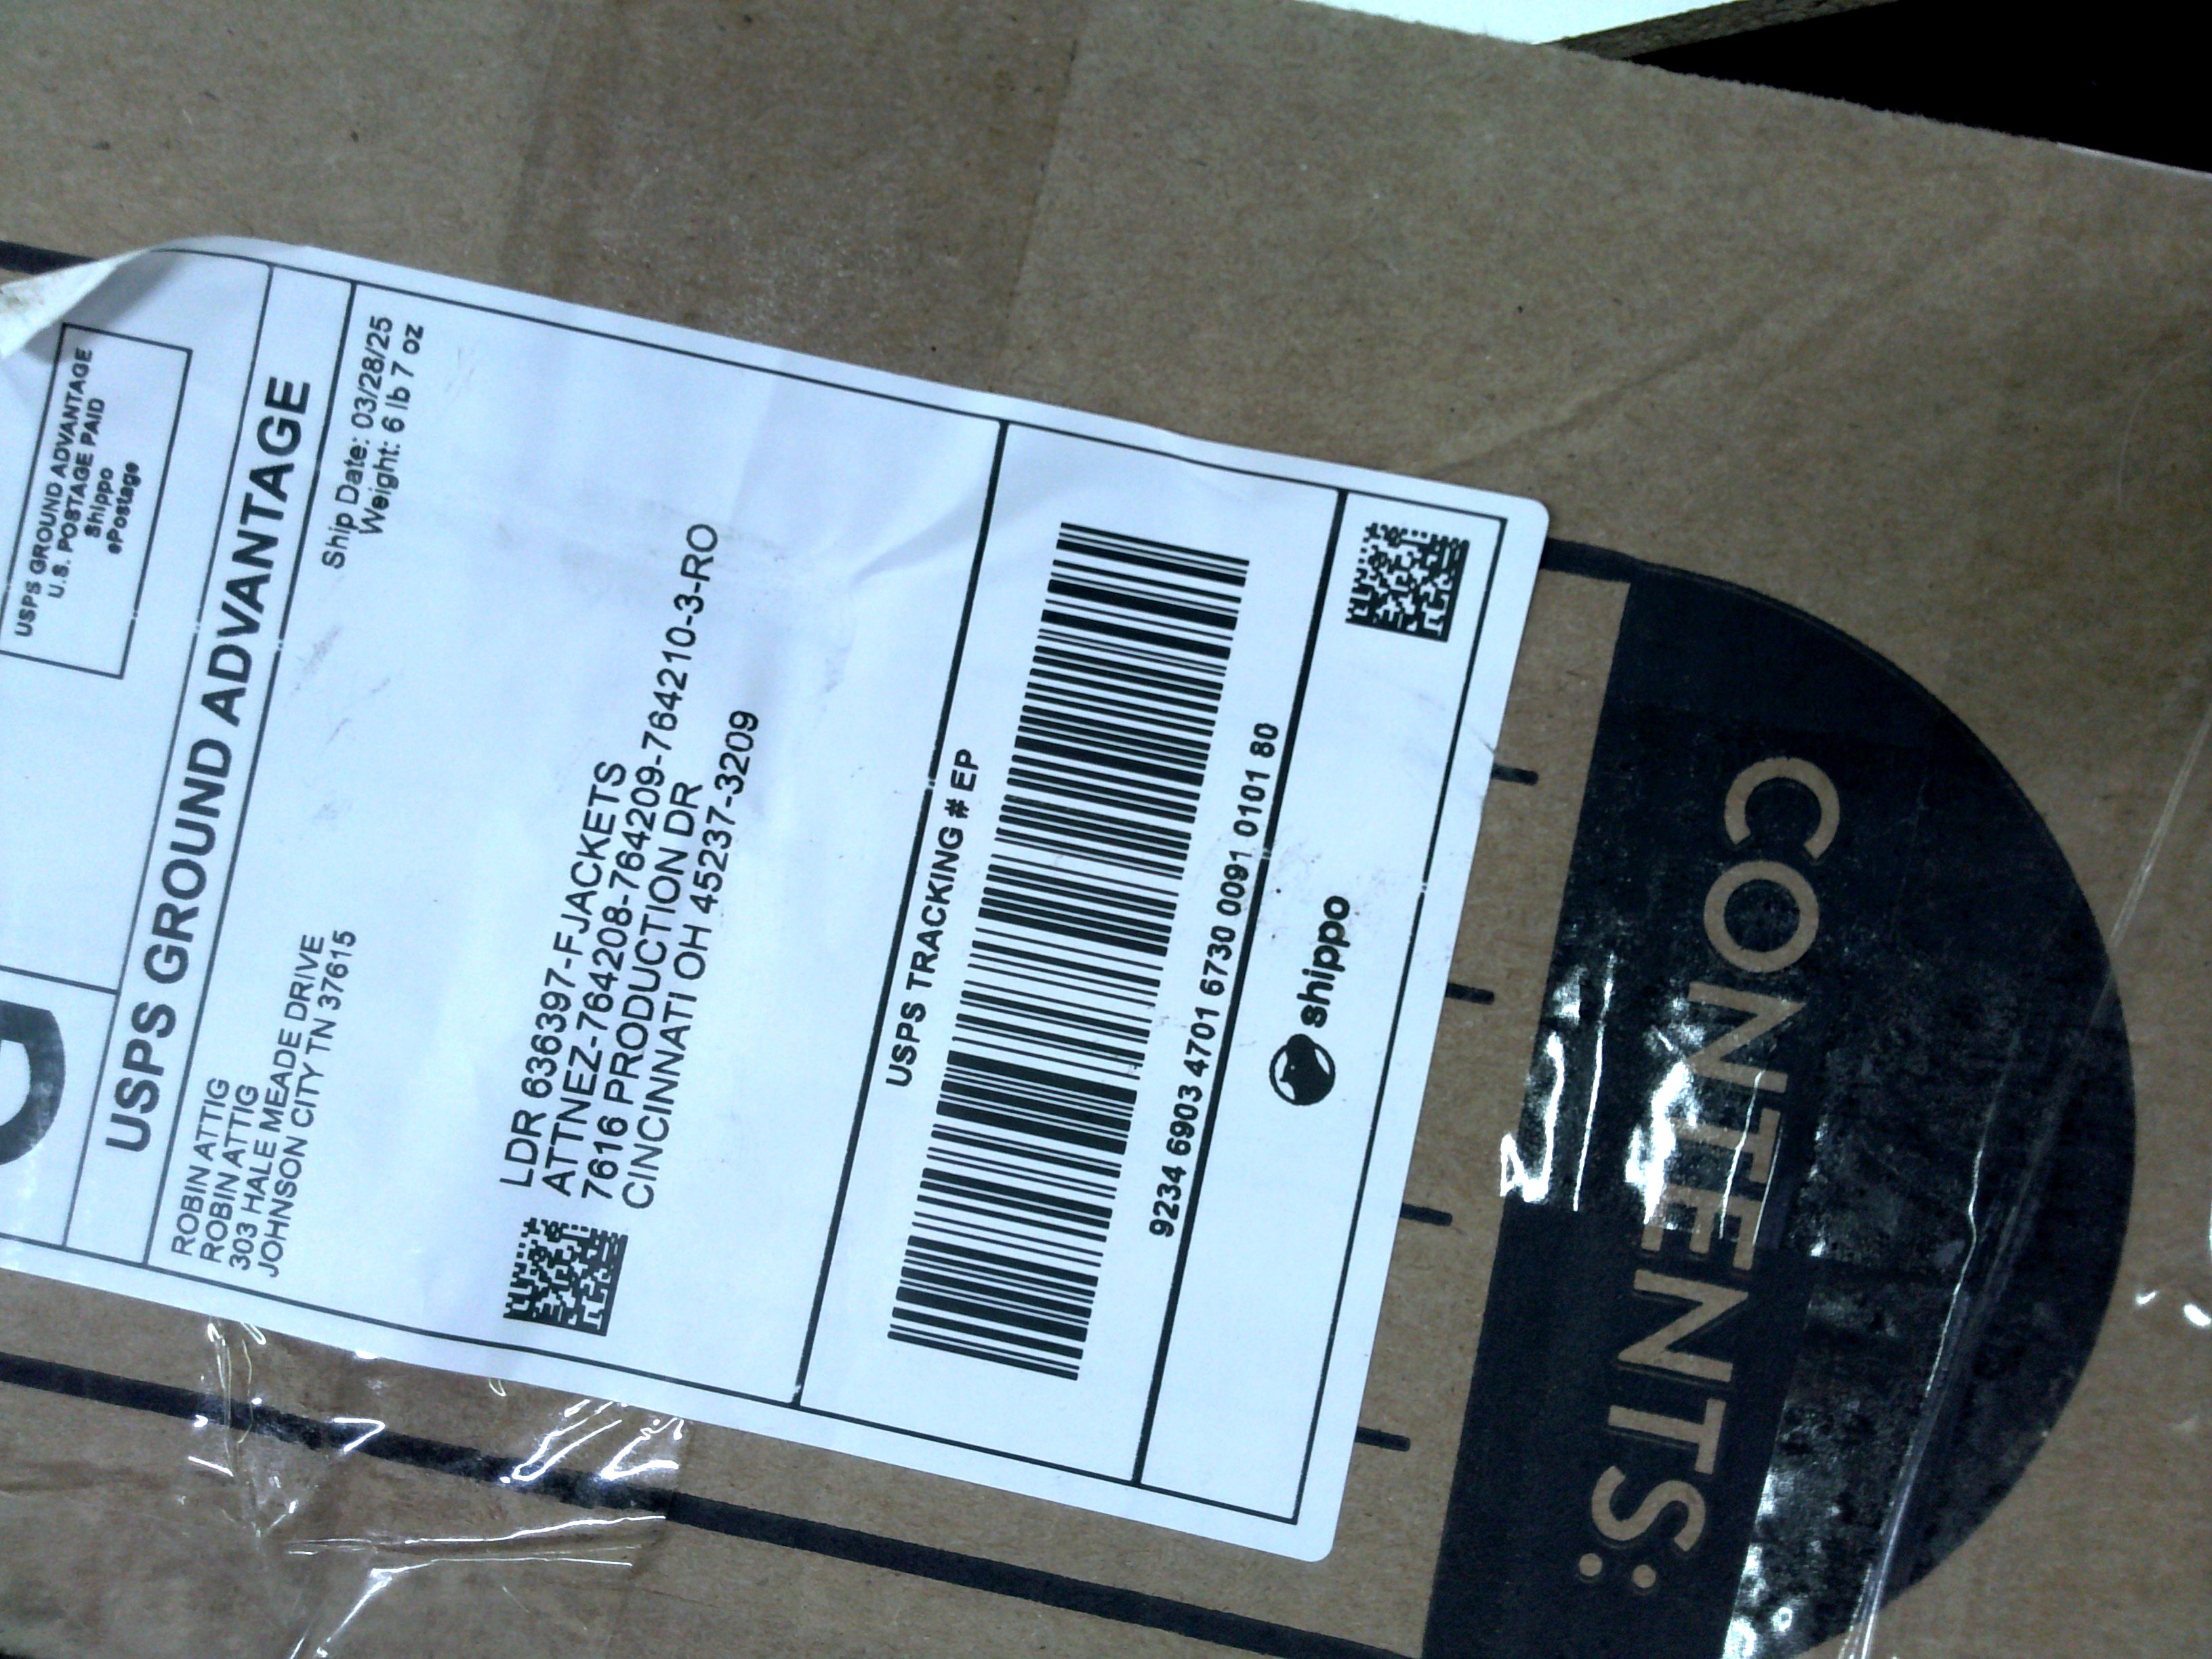 USPS GROUND ADVANTAGE
U.S. POSTAGE PAID
Shippo
ePostage
USPS GROUND ADVANTAGE
ROBIN ATTIG
ROBIN ATTIG
303 HALE MEADE DRIVE
JOHNSON CITY TN 37615
Ship Date: 03/28/25
Weight: 6 lb 7 oz
LDR 636397-FJACKETS
ATTNEZ-764208-764209-764210-3-RO
7616 PRODUCTION DR
CINCINNATI OH 45237-3209
USPS TRACKING # EP
9234 6903 4701 6730 0091 0101 80
shippo
CONTENTS: